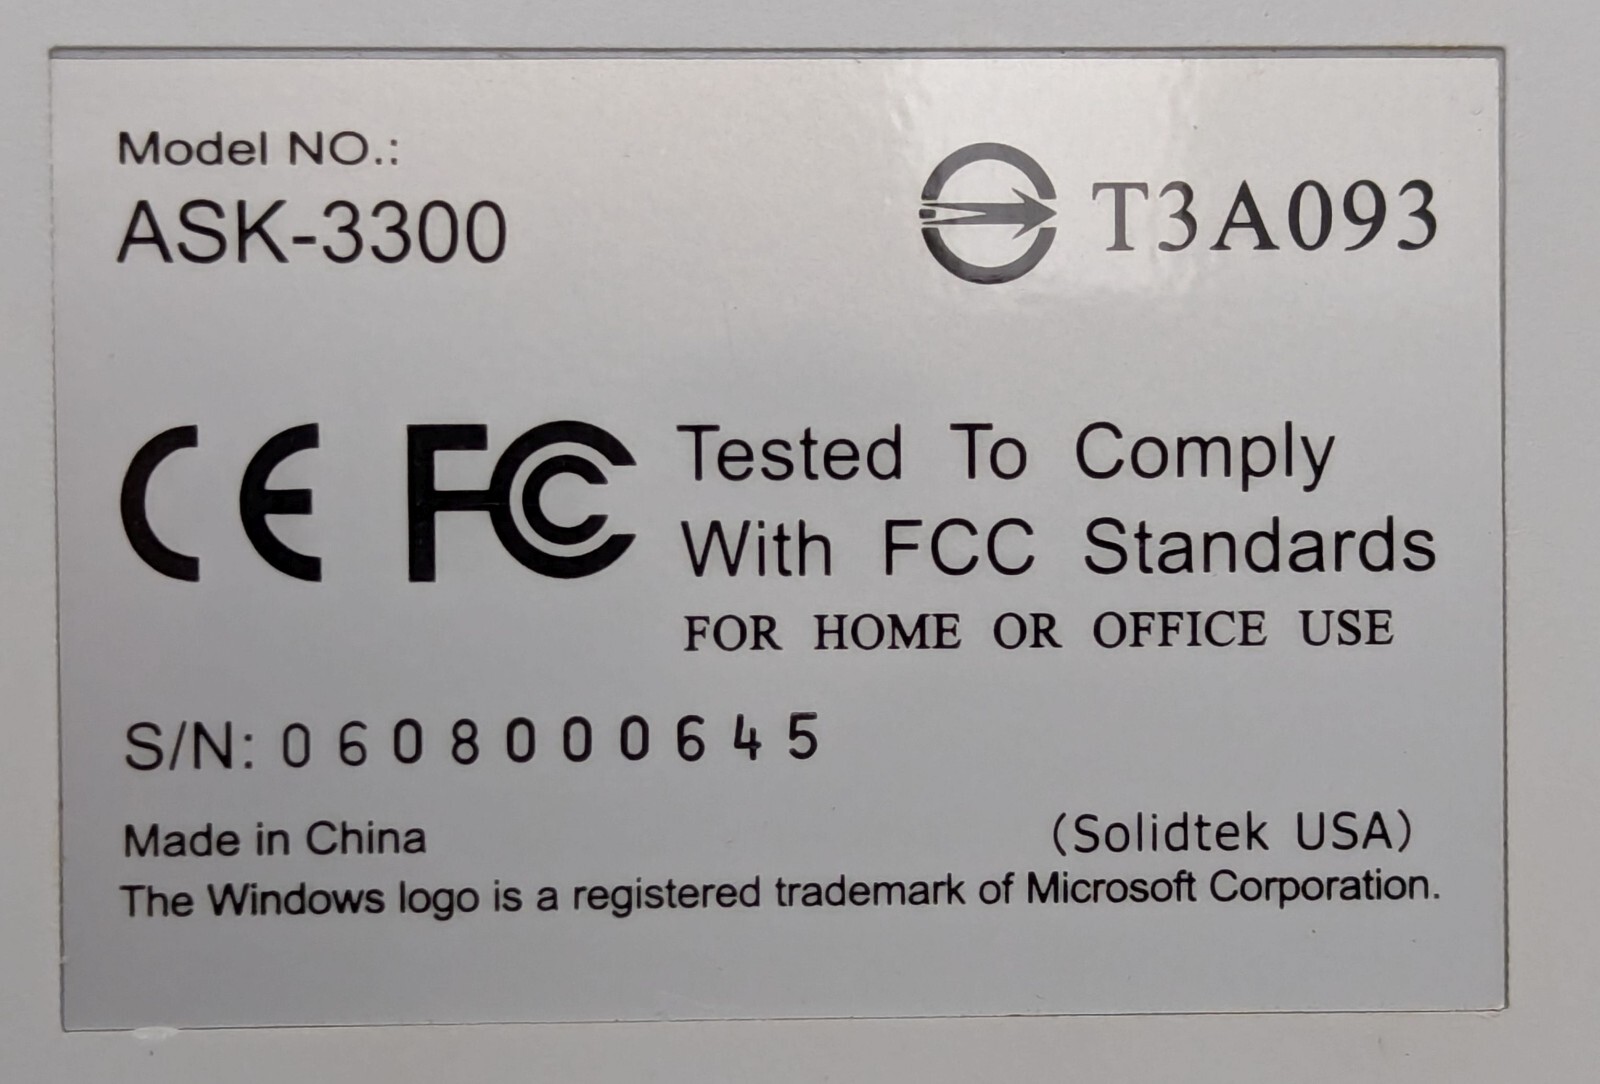 Model NO.:
ASK-3300
T3A093
CE FC Tested To Comply
With FCC Standards
FOR HOME OR OFFICE USE
S/N: 0608000645
Made in China
(Solidtek USA)
The Windows logo is a registered trademark of Microsoft Corporation.